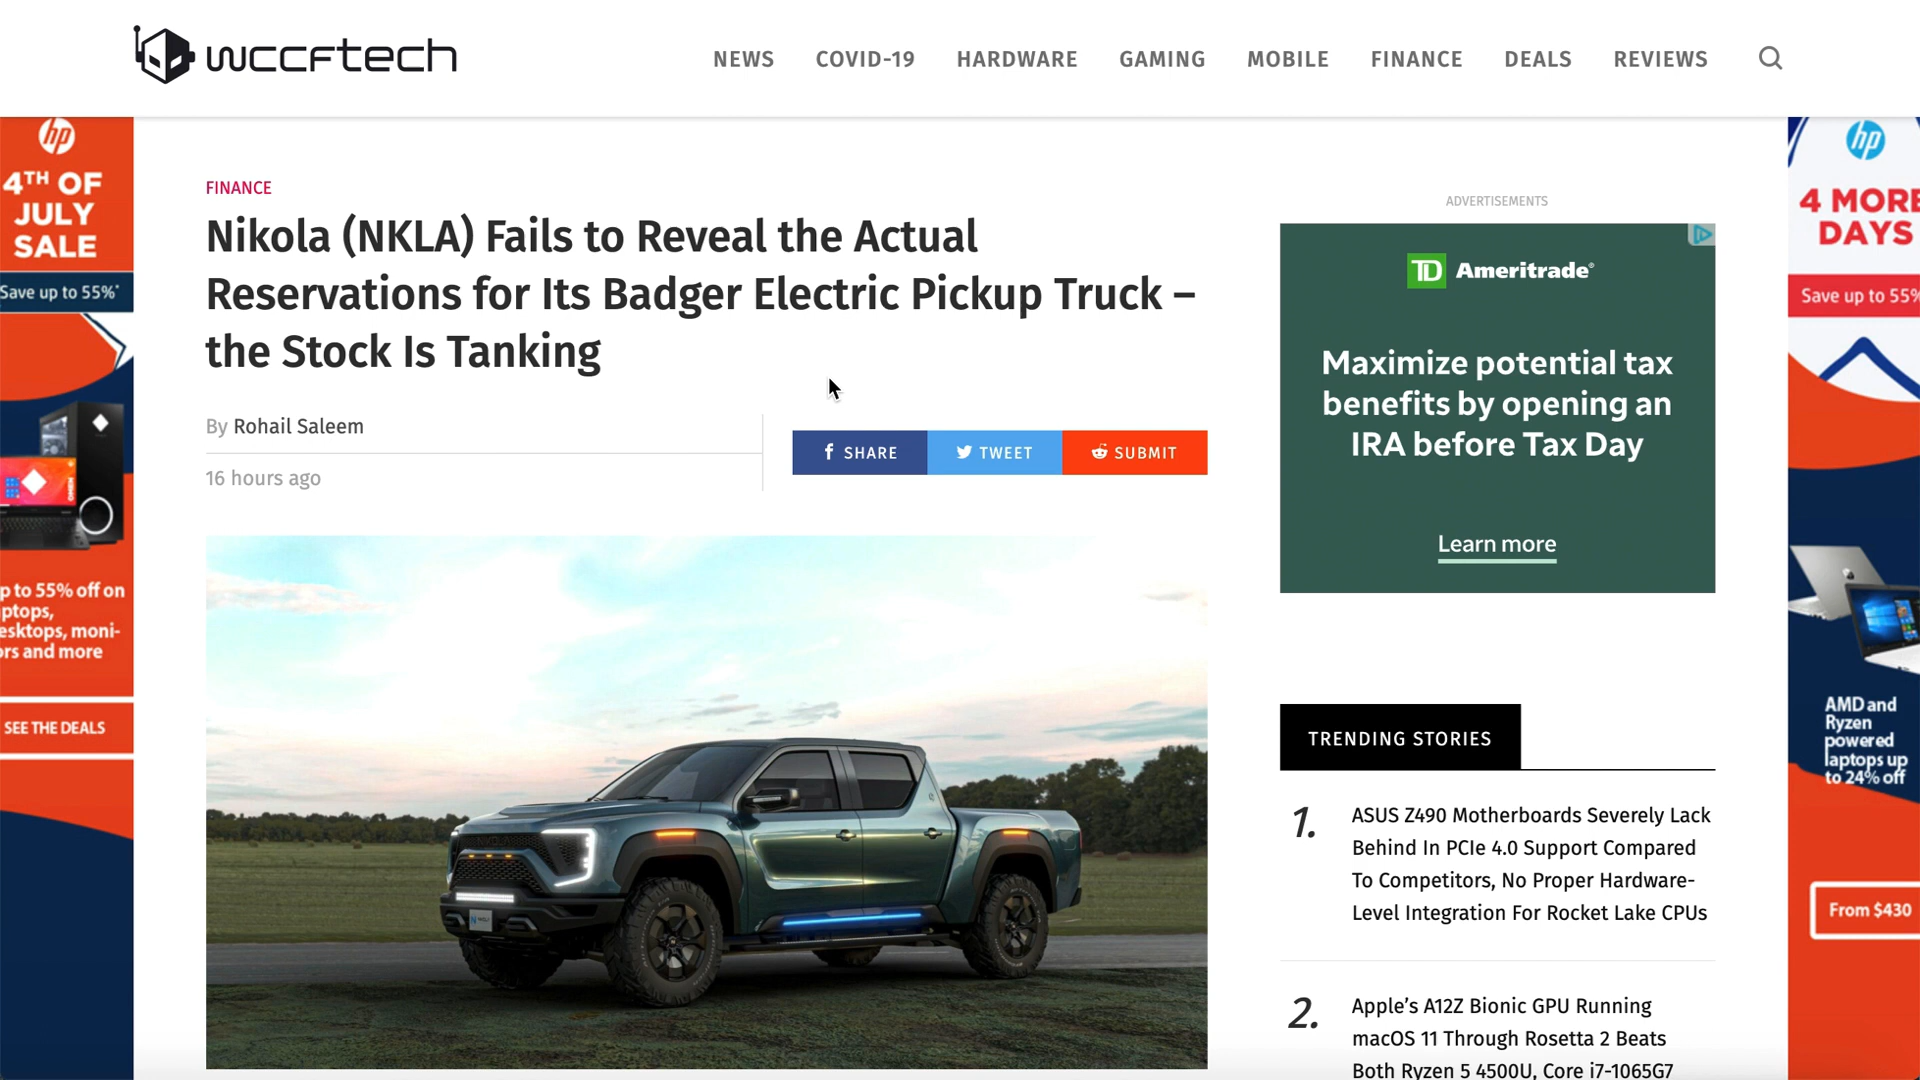 wccftech
NEWS COVID-19 HARDWARE GAMING MOBILE FINANCE DEALS REVIEWS
hp
4TH OF
JULY
SALE
Save up to 55%*
p to 55% off on
ptops,
esktops, moni-
ors and more
SEE THE DEALS
FINANCE
Nikola (NKLA) Fails to Reveal the Actual
Reservations for Its Badger Electric Pickup Truck –
the Stock Is Tanking
By Rohail Saleem
16 hours ago
SHARE
TWEET
SUBMIT
ADVERTISEMENTS
TD Ameritrade®
Maximize potential tax
benefits by opening an
IRA before Tax Day
Learn more
TRENDING STORIES
1. ASUS Z490 Motherboards Severely Lack
Behind In PCIe 4.0 Support Compared
To Competitors, No Proper Hardware-
Level Integration For Rocket Lake CPUs
2. Apple’s A12Z Bionic GPU Running
macOS 11 Through Rosetta 2 Beats
Both Ryzen 5 4500U, Core i7-1065G7
hp
4 MORE
DAYS
Save up to 55%
AMD and
Ryzen
powered
laptops up
to 24% off
From $430